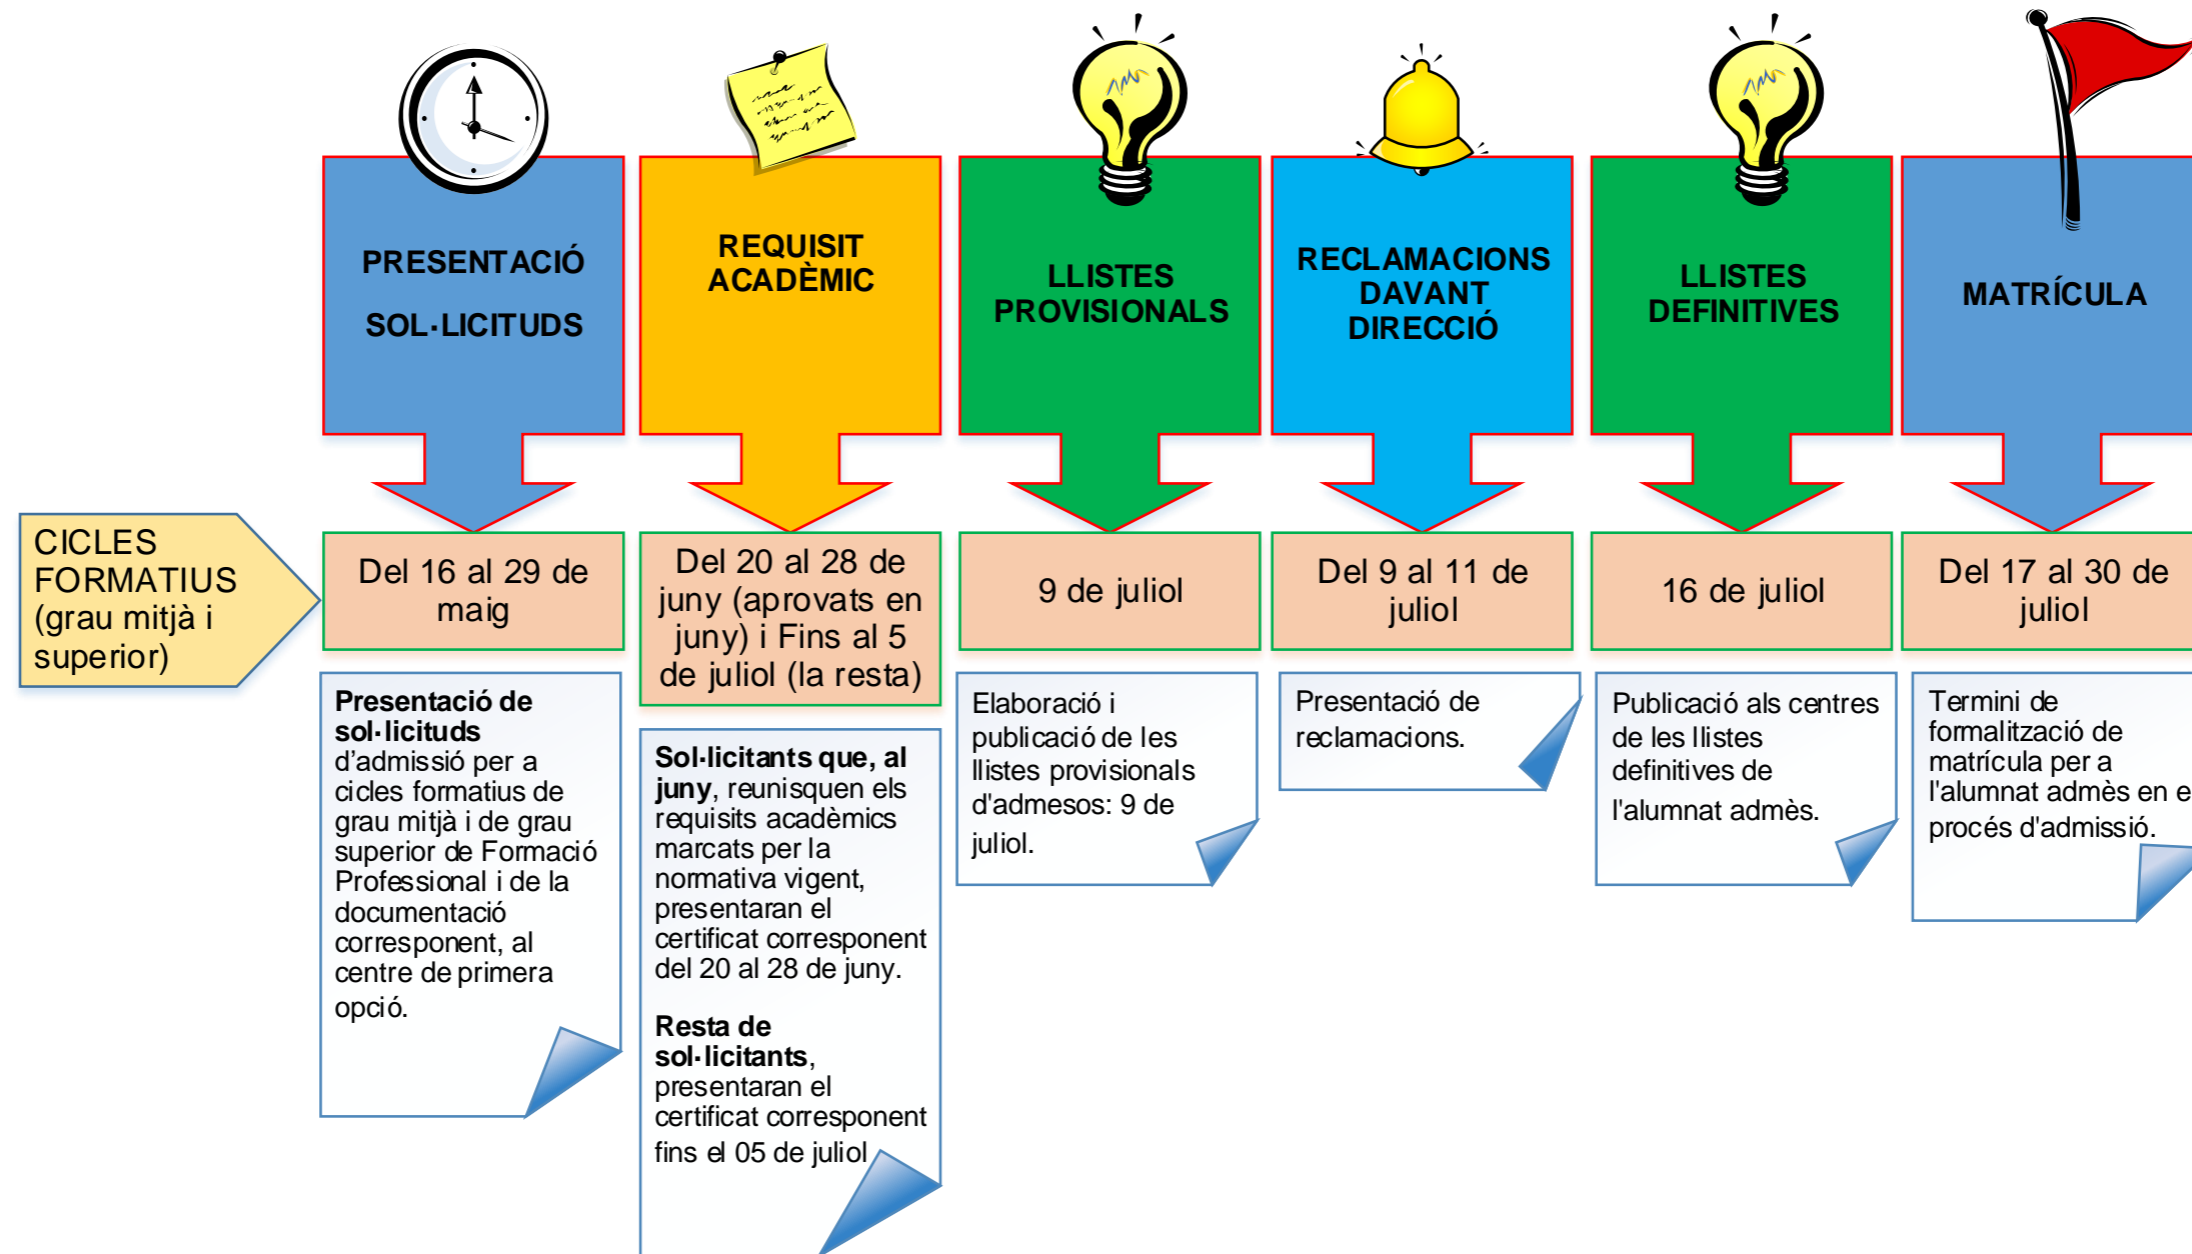 PRESENTACIÓ
SOL·LICITUDS
REQUISIT
ACADÈMIC
LLISTES
PROVISIONALS
RECLAMACIONS
DAVANT
DIRECCIÓ
LLISTES
DEFINITIVES
MATRÍCULA
CICLES
FORMATIUS
(grau mitjà i
superior)
Del 16 al 29 de
maig
Del 20 al 28 de
juny (aprovats en
juny) i Fins al 5
de juliol (la resta)
9 de juliol
Del 9 al 11 de
juliol
16 de juliol
Del 17 al 30 de
juliol
Presentació de
sol·licituds
d'admissió per a
cicles formatius de
grau mitjà i de grau
superior de Formació
Professional i de la
documentació
corresponent, al
centre de primera
opció.
Sol·licitants que, al
juny, reunisquen els
requisits acadèmics
marcats per la
normativa vigent,
presentaran el
certificat corresponent
del 20 al 28 de juny.
Resta de
sol·licitants,
presentaran el
certificat corresponent
fins el 05 de juliol
Elaboració i
publicació de les
llistes provisionals
d'admesos: 9 de
juliol.
Presentació de
reclamacions.
Publicació als centres
de les llistes
definitives de
l'alumnat admès.
Termini de
formalització de
matrícula per a
l'alumnat admès en e
procés d'admissió.